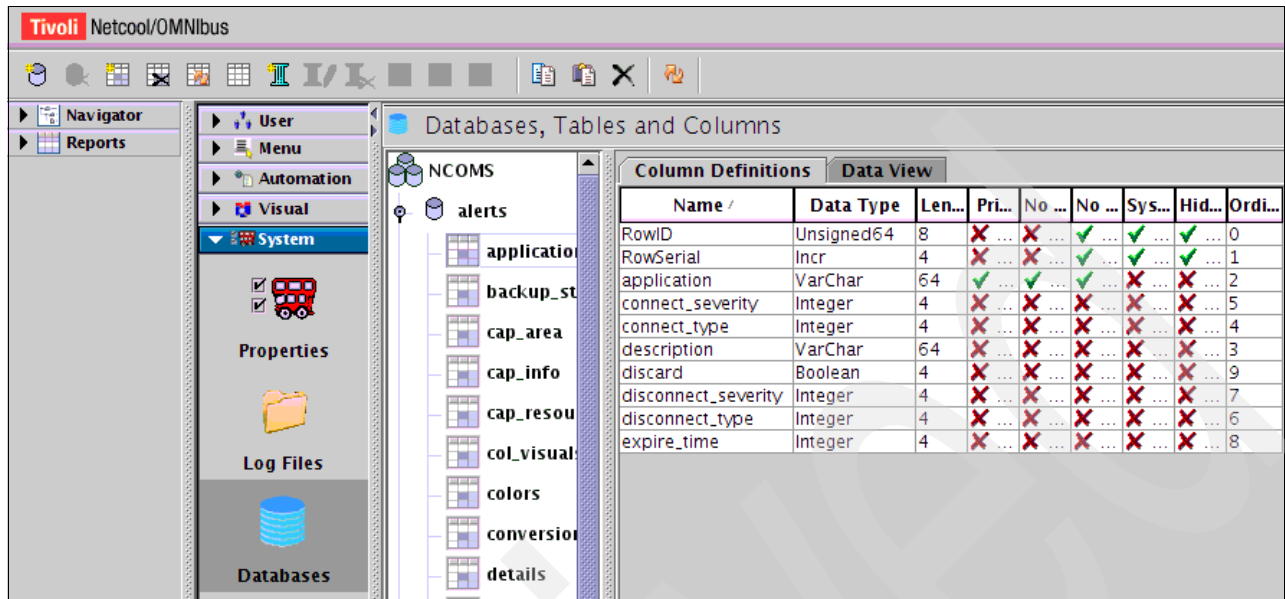 Tivoli Netcool/OMNIbus
Navigator
Reports
User
Menu
Automation
Visual
System
Properties
Log Files
Databases
Databases, Tables and Columns
NCOMS
alerts
application
backup_st
cap_area
cap_info
cap_resou
col_visual
colors
conversion
details
Column Definitions Data View
Name / Data Type Len... Pri... No ... No ... Sys... Hid... Ordi...
RowID Unsigned64 8 ✗ ... ✗ ... ✓ ... ✓ ... ✓ ... 0
RowSerial Incr 4 ✗ ... ✗ ... ✓ ... ✓ ... ✓ ... 1
application VarChar 64 ✓ ... ✓ ... ✓ ... ✗ ... ✗ ... 2
connect_severity Integer 4 ✗ ... ✗ ... ✗ ... ✗ ... ✗ ... 5
connect_type Integer 4 ✗ ... ✗ ... ✗ ... ✗ ... ✗ ... 4
description VarChar 64 ✗ ... ✗ ... ✗ ... ✗ ... ✗ ... 3
discard Boolean 4 ✗ ... ✗ ... ✗ ... ✗ ... ✗ ... 9
disconnect_severity Integer 4 ✗ ... ✗ ... ✗ ... ✗ ... ✗ ... 7
disconnect_type Integer 4 ✗ ... ✗ ... ✗ ... ✗ ... ✗ ... 6
expire_time Integer 4 ✗ ... ✗ ... ✗ ... ✗ ... ✗ ... 8